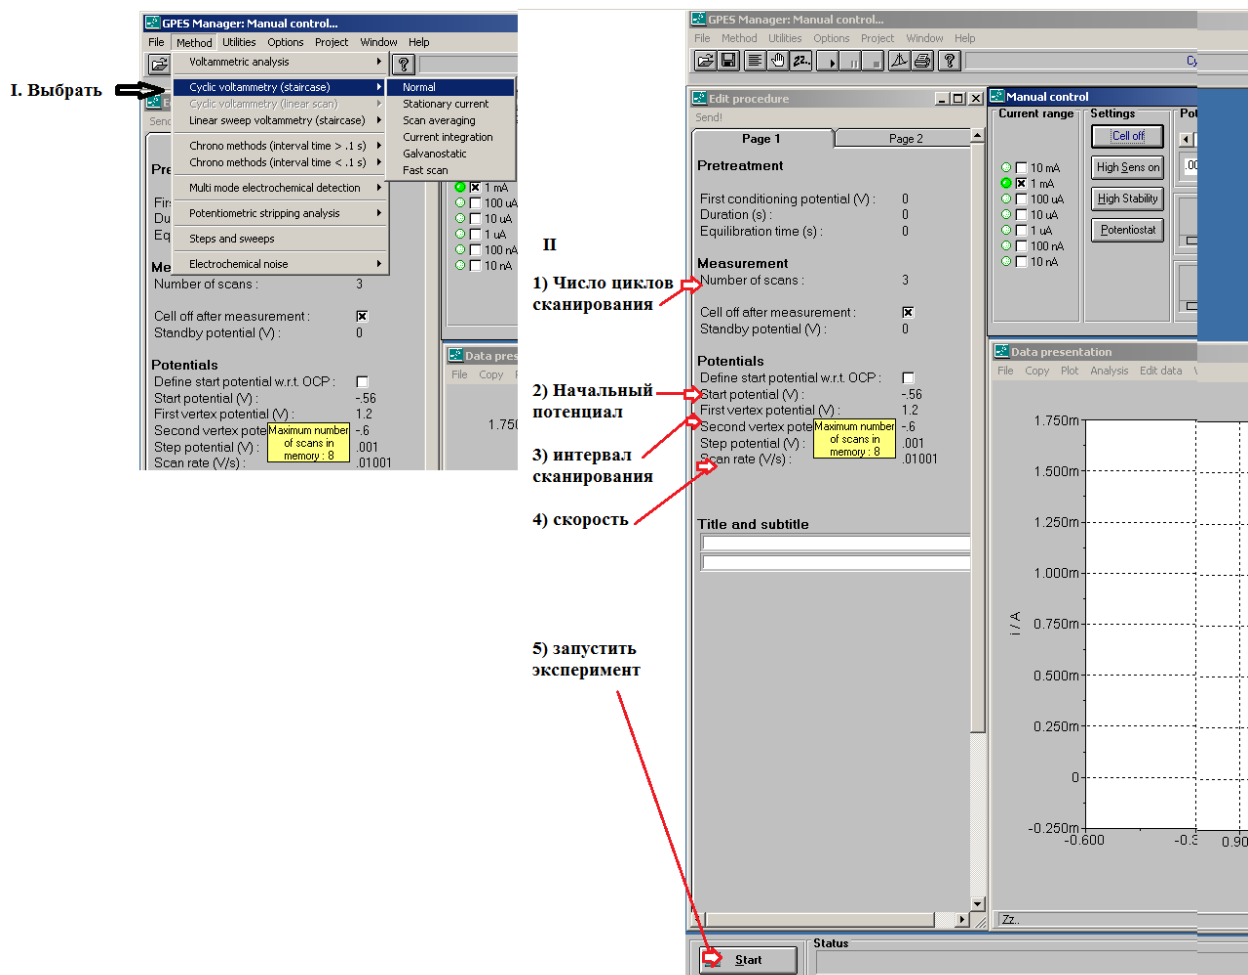 GPES Manager: Manual control...
File Method Utilities Options Project Window Help
Voltammetric analysis
I. Выбрать
Cyclic voltammetry (staircase)
Cyclic voltammetry (linear scan)
Linear sweep voltammetry (staircase)
Chrono methods (interval time > .1 s)
Chrono methods (interval time < .1 s)
Multi mode electrochemical detection
Potentiometric stripping analysis
Steps and sweeps
Electrochemical noise
Normal
Stationary current
Scan averaging
Current integration
Galvanostatic
Fast scan
1 mA
100 uA
10 uA
1 uA
100 nA
10 nA
Number of scans : 3
Cell off after measurement :
Standby potential (V) : 0
Potentials
Define start potential w.r.t. OCP :
Start potential (V) : -.56
First vertex potential (V) : 1.2
Second vertex pote -.6
Step potential (V) : .001
Scan rate (V/s) : .01001
Maximum number
of scans in
memory : 8
Data pres
File Copy
1.750
II
1) Число циклов
сканирования
2) Начальный
потенциал
3) интервал
сканирования
4) скорость
5) запустить
эксперимент
GPES Manager: Manual control...
File Method Utilities Options Project Window Help
Edit procedure
Send!
Page 1 Page 2
Pretreatment
First conditioning potential (V) : 0
Duration (s) : 0
Equilibration time (s) : 0
Measurement
Number of scans : 3
Cell off after measurement :
Standby potential (V) : 0
Potentials
Define start potential w.r.t. OCP :
Start potential (V) : -.56
First vertex potential (V) : 1.2
Second vertex pote -.6
Step potential (V) : .001
Scan rate (V/s) : .01001
Maximum number
of scans in
memory : 8
Title and subtitle
Start
Status
Manual control
Current range Settings Pot
10 mA
1 mA
100 uA
10 uA
1 uA
100 nA
10 nA
Cell off
High Sens on
High Stability
Potentiostat
.00
Data presentation
File Copy Plot Analysis Edit data
1.750m
1.500m
1.250m
1.000m
0.750m
0.500m
0.250m
0
-0.250m
i / A
-0.600 -0.3 0.90
Zz..